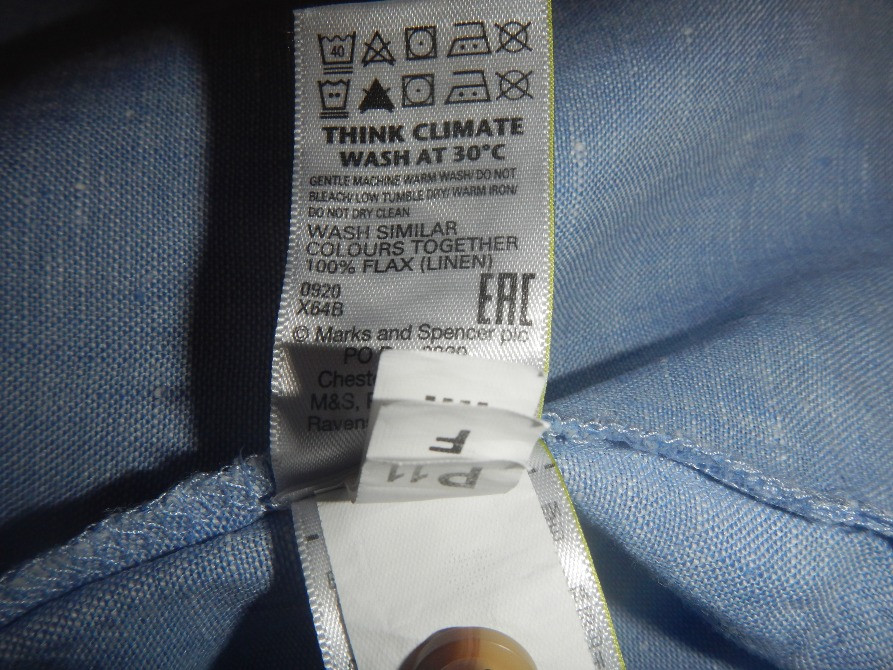 40
THINK CLIMATE
WASH AT 30°C
GENTLE MACHINE WARM WASH/ DO NOT
BLEACH/ LOW TUMBLE DRY/ WARM IRON/
DO NOT DRY CLEAN
WASH SIMILAR
COLOURS TOGETHER
100% FLAX (LINEN)
0920
X64B
EAC
© Marks and Spencer plc
PO
Chest
M&S,
Raven
F